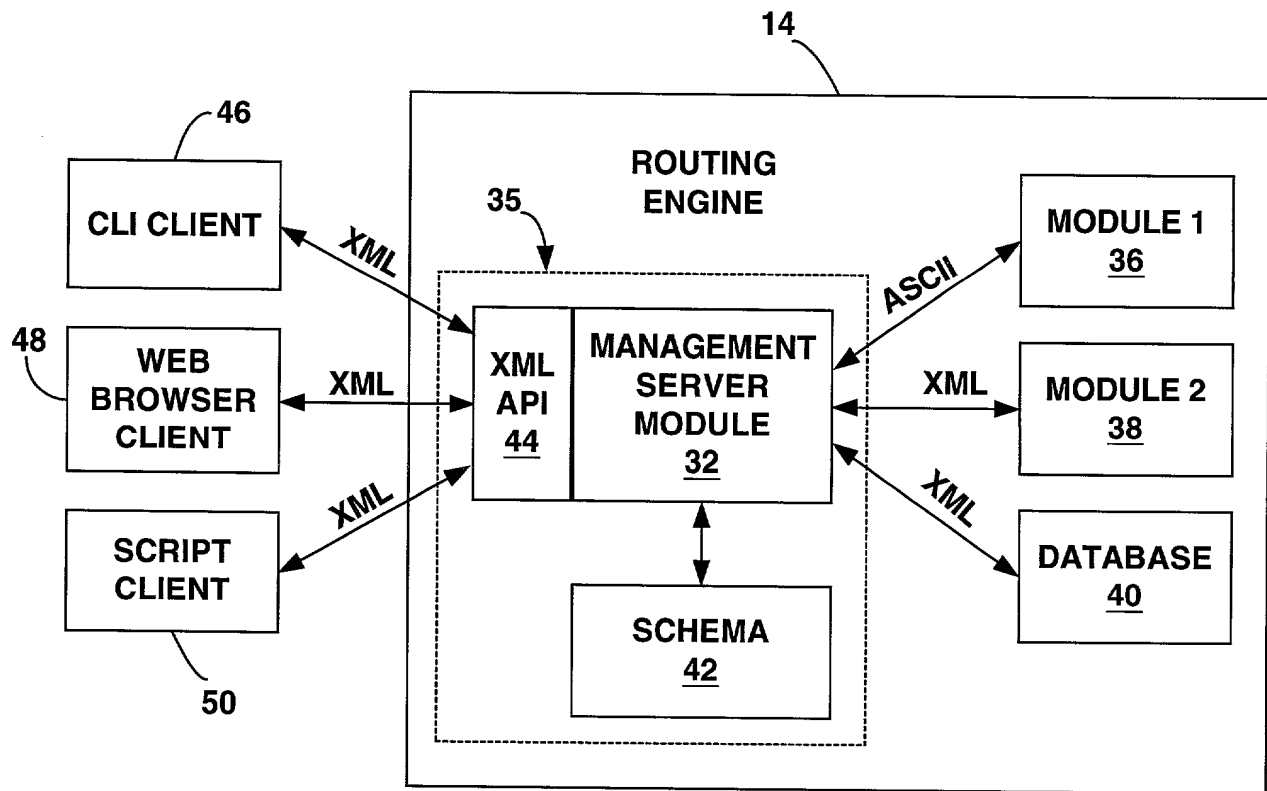 14
46
ROUTING
ENGINE
CLI CLIENT
XML
35
MODULE 1
36
ASCII
48
WEB
BROWSER
CLIENT
XML
XML
API
44
MANAGEMENT
SERVER
MODULE
32
XML
MODULE 2
38
XML
SCRIPT
CLIENT
XML
DATABASE
40
SCHEMA
42
50